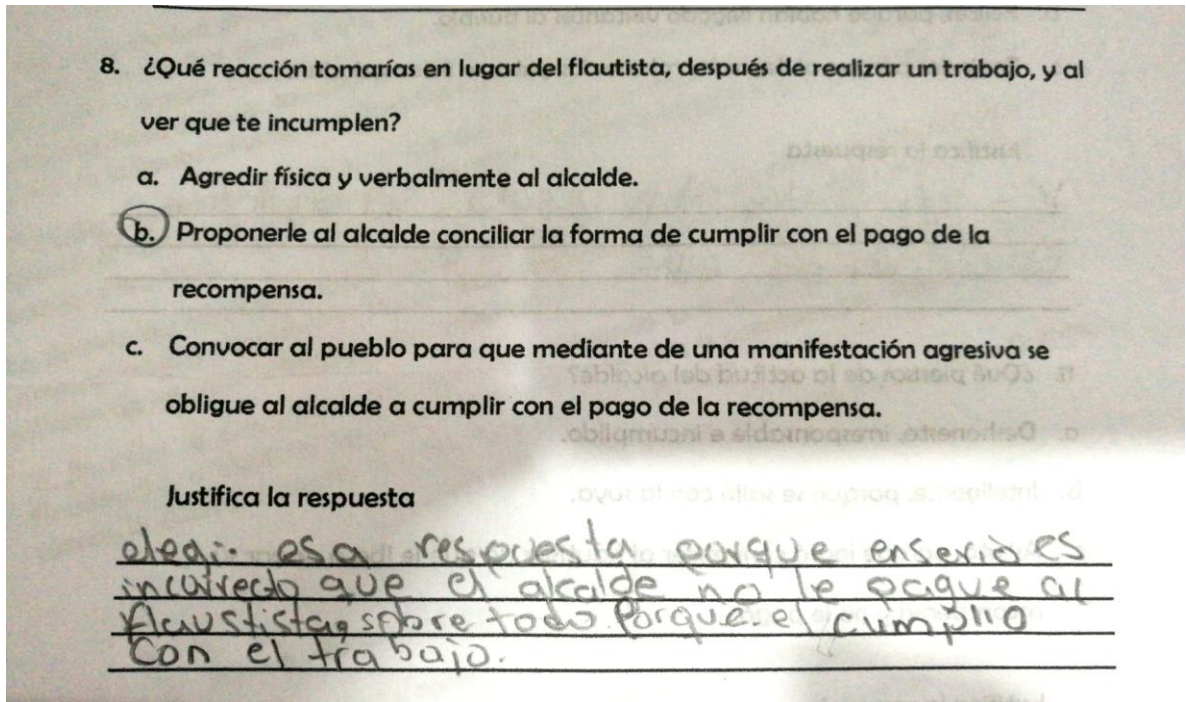 8. ¿Qué reacción tomarías en lugar del flautista, después de realizar un trabajo, y al
ver que te incumplen?
a. Agredir física y verbalmente al alcalde.
b. Proponerle al alcalde conciliar la forma de cumplir con el pago de la
recompensa.
c. Convocar al pueblo para que mediante de una manifestación agresiva se
obligue al alcalde a cumplir con el pago de la recompensa.
Justifica la respuesta
elegi esa respuesta porque enserio es
incorrecto que el alcalde no le pague al
flaustista, sobre todo porque el cumplio
con el trabajo.